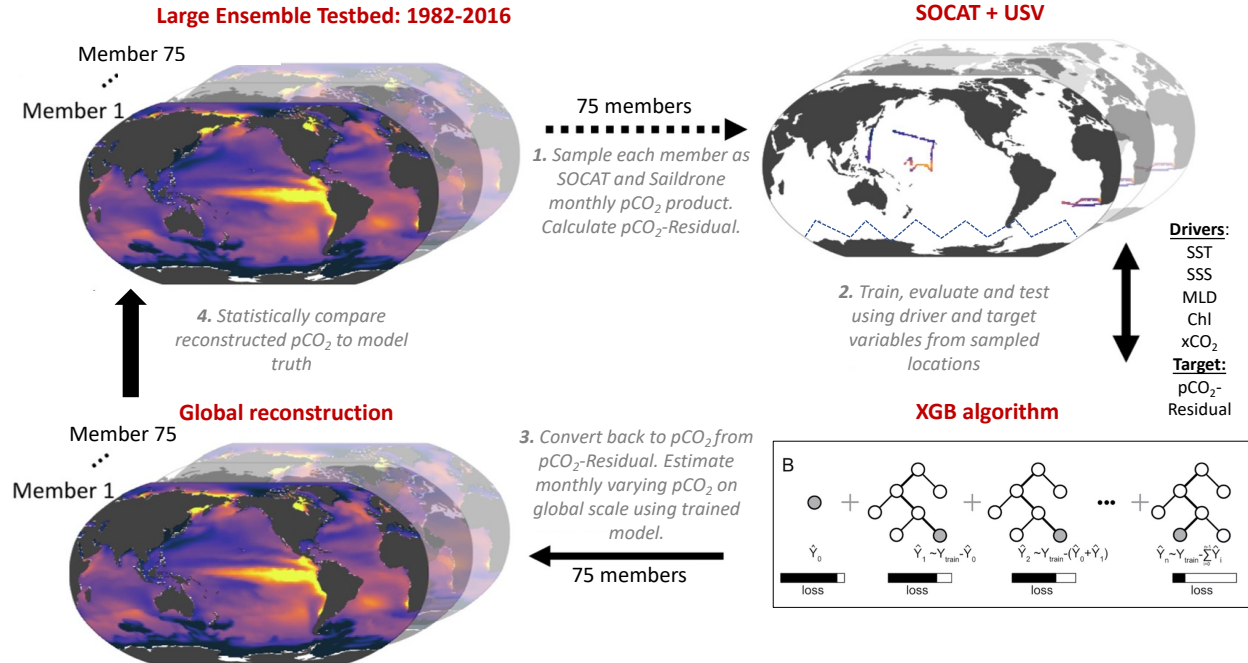 Large Ensemble Testbed: 1982-2016
SOCAT + USV
Member 75
Member 1
75 members
1. Sample each member as
SOCAT and Saildrone
monthly pCO₂ product.
Calculate pCO₂-Residual.
Drivers:
SST
SSS
MLD
Chl
xCO₂
Target:
pCO₂-
Residual
2. Train, evaluate and test
using driver and target
variables from sampled
locations
4. Statistically compare
reconstructed pCO₂ to model
truth
Global reconstruction
XGB algorithm
Member 75
Member 1
3. Convert back to pCO₂ from
pCO₂-Residual. Estimate
monthly varying pCO₂ on
global scale using trained
model.
75 members
B
+ + ••• +
Ŷ₀
Ŷ₁ ~Y_train-Ŷ₀
Ŷ₂ ~Y_train-(Ŷ₀+Ŷ₁)
loss
loss
loss
loss